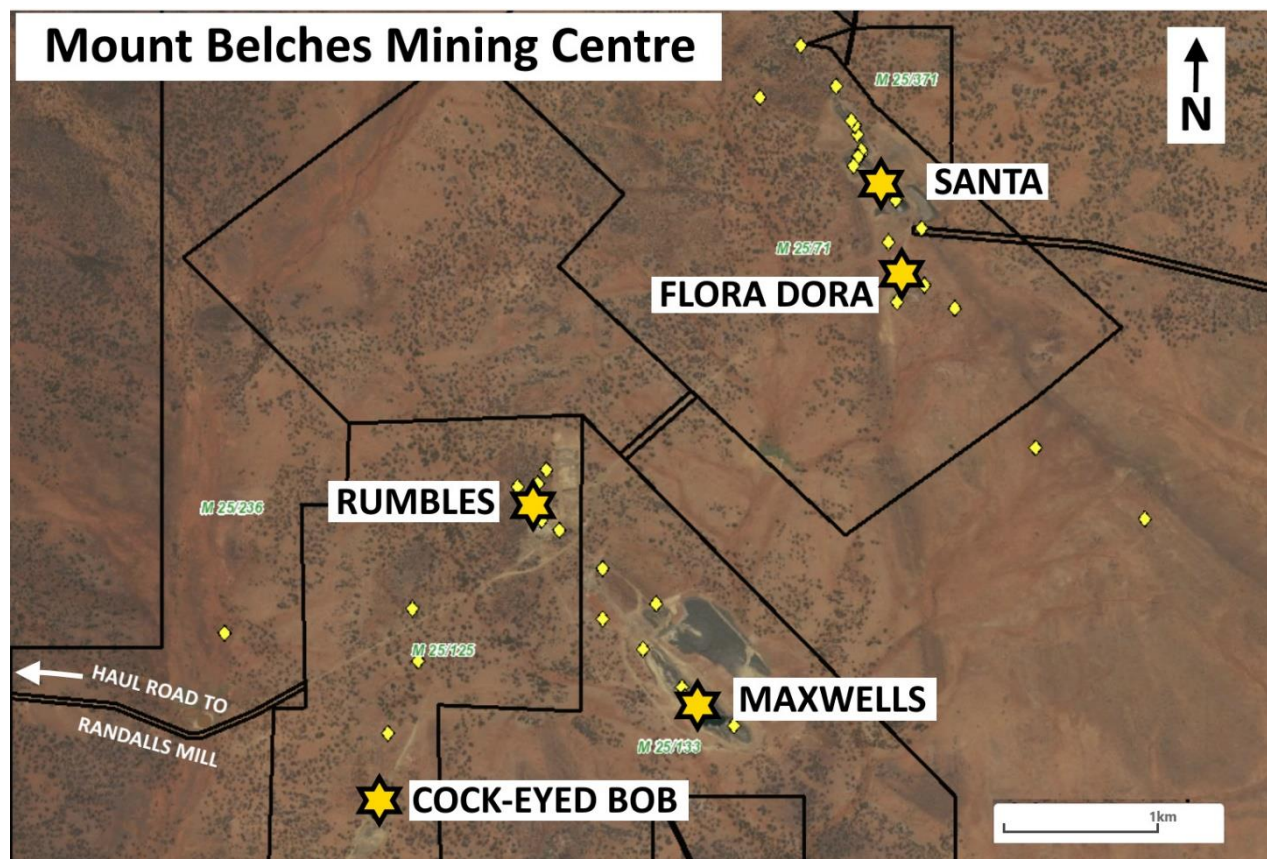 Mount Belches Mining Centre
N
M 25/371
SANTA
M 25/71
FLORA DORA
RUMBLES
M 25/236
M 25/125
HAUL ROAD TO
RANDALLS MILL
MAXWELLS
M 25/133
COCK-EYED BOB
1km